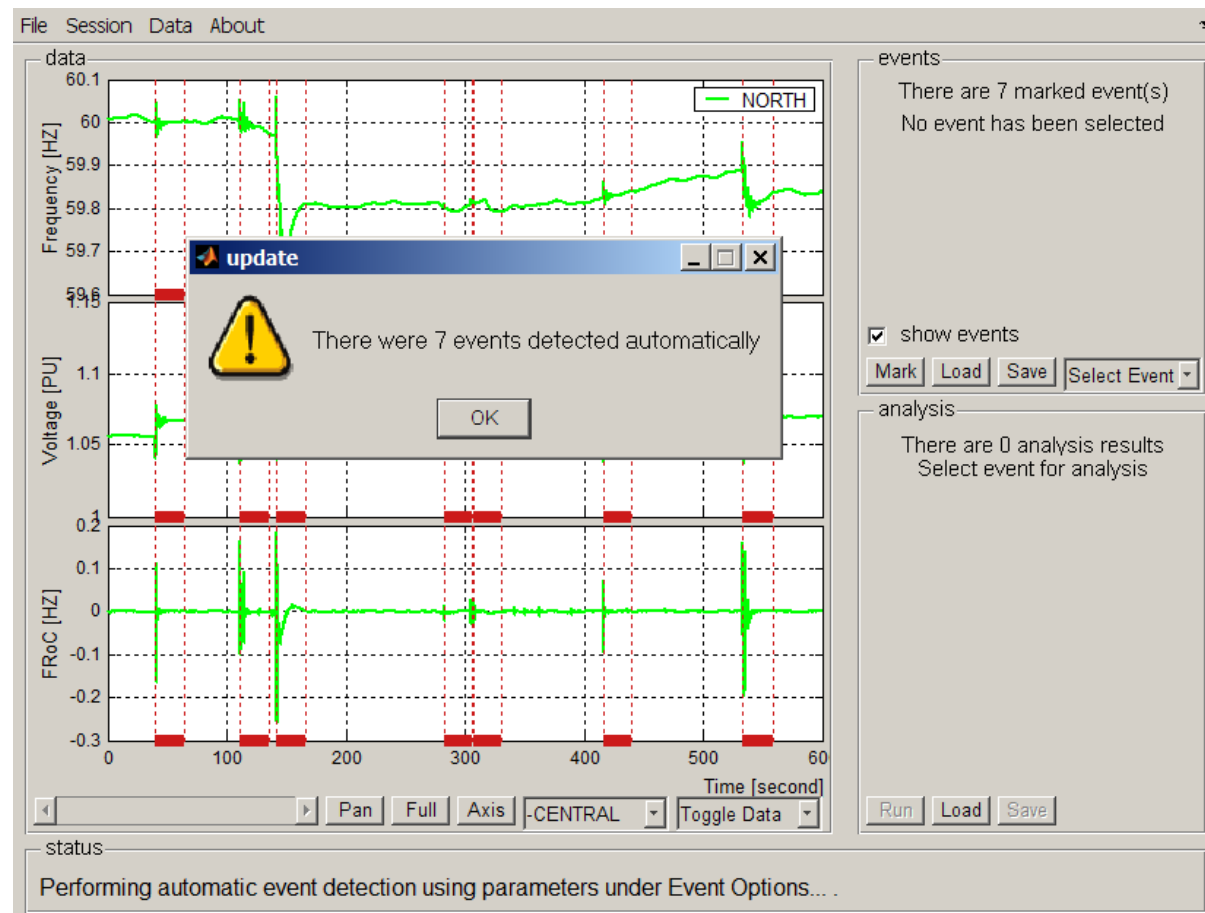 File Session Data About
data
60.1
60
59.9
59.8
59.7
59.6
Frequency [HZ]
NORTH
update
There were 7 events detected automatically
OK
1.15
1.1
1.05
1
Voltage [PU]
0.2
0.1
0
-0.1
-0.2
-0.3
FRoC [HZ]
0 100 200 300 400 500 60
Time [second]
Pan Full Axis -CENTRAL Toggle Data
events
There are 7 marked event(s)
No event has been selected
show events
Mark Load Save Select Event
analysis
There are 0 analysis results
Select event for analysis
Run Load Save
status
Performing automatic event detection using parameters under Event Options... .